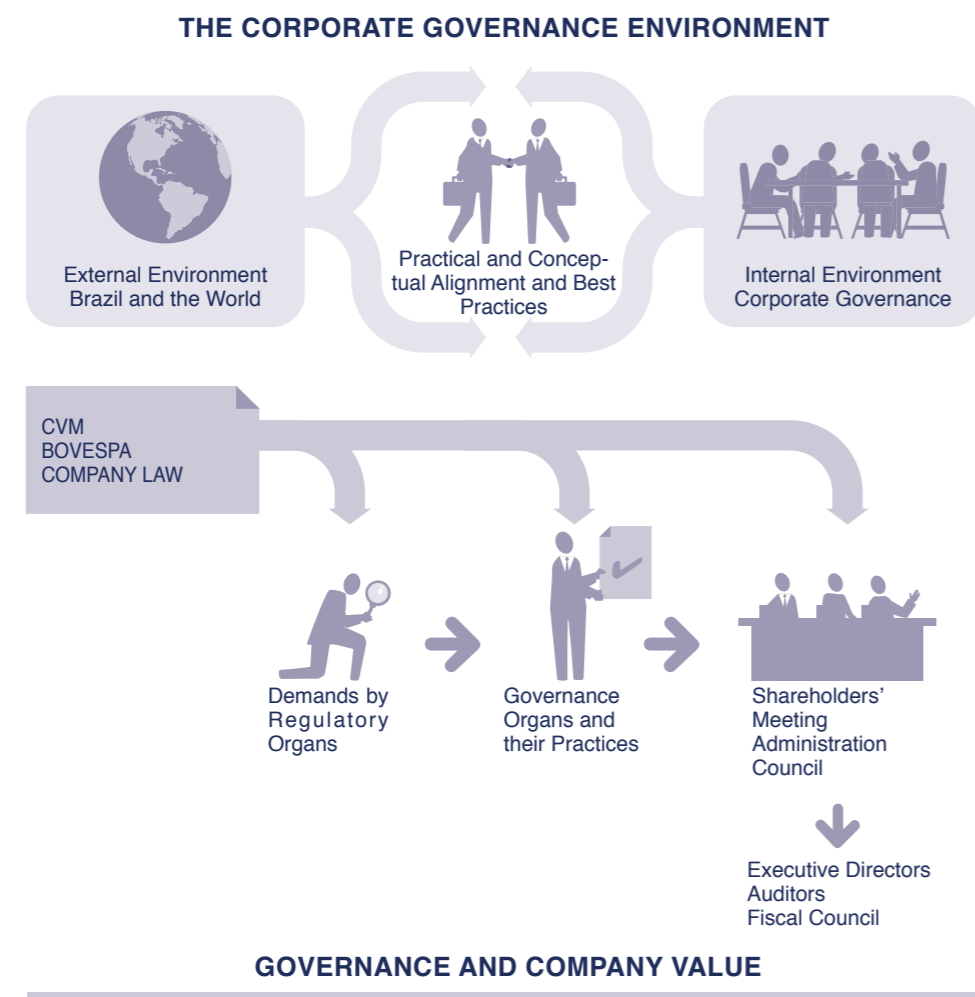 THE CORPORATE GOVERNANCE ENVIRONMENT
External Environment
Brazil and the World
Practical and Concep-
tual Alignment and Best
Practices
Internal Environment
Corporate Governance
CVM
BOVESPA
COMPANY LAW
Demands by
Regulatory
Organs
Governance
Organs and
their Practices
Shareholders’
Meeting
Administration
Council
Executive Directors
Auditors
Fiscal Council
GOVERNANCE AND COMPANY VALUE